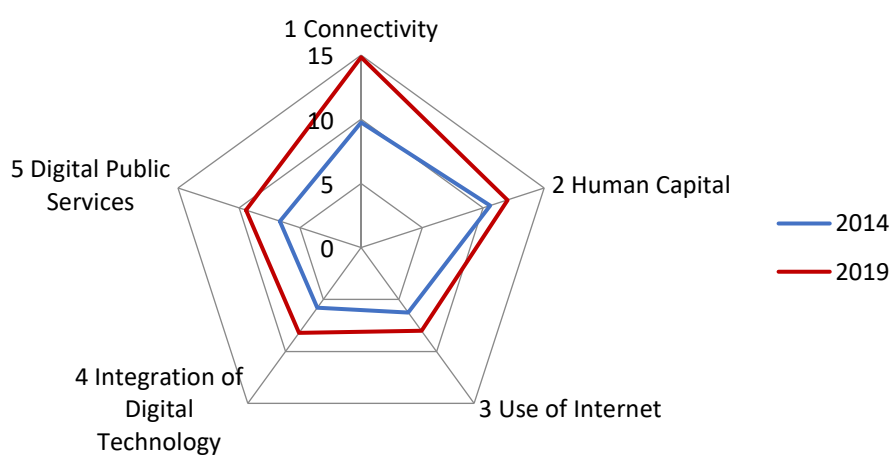 1 Connectivity
15
10
5
0
2 Human Capital
3 Use of Internet
4 Integration of
Digital
Technology
5 Digital Public
Services
2014
2019